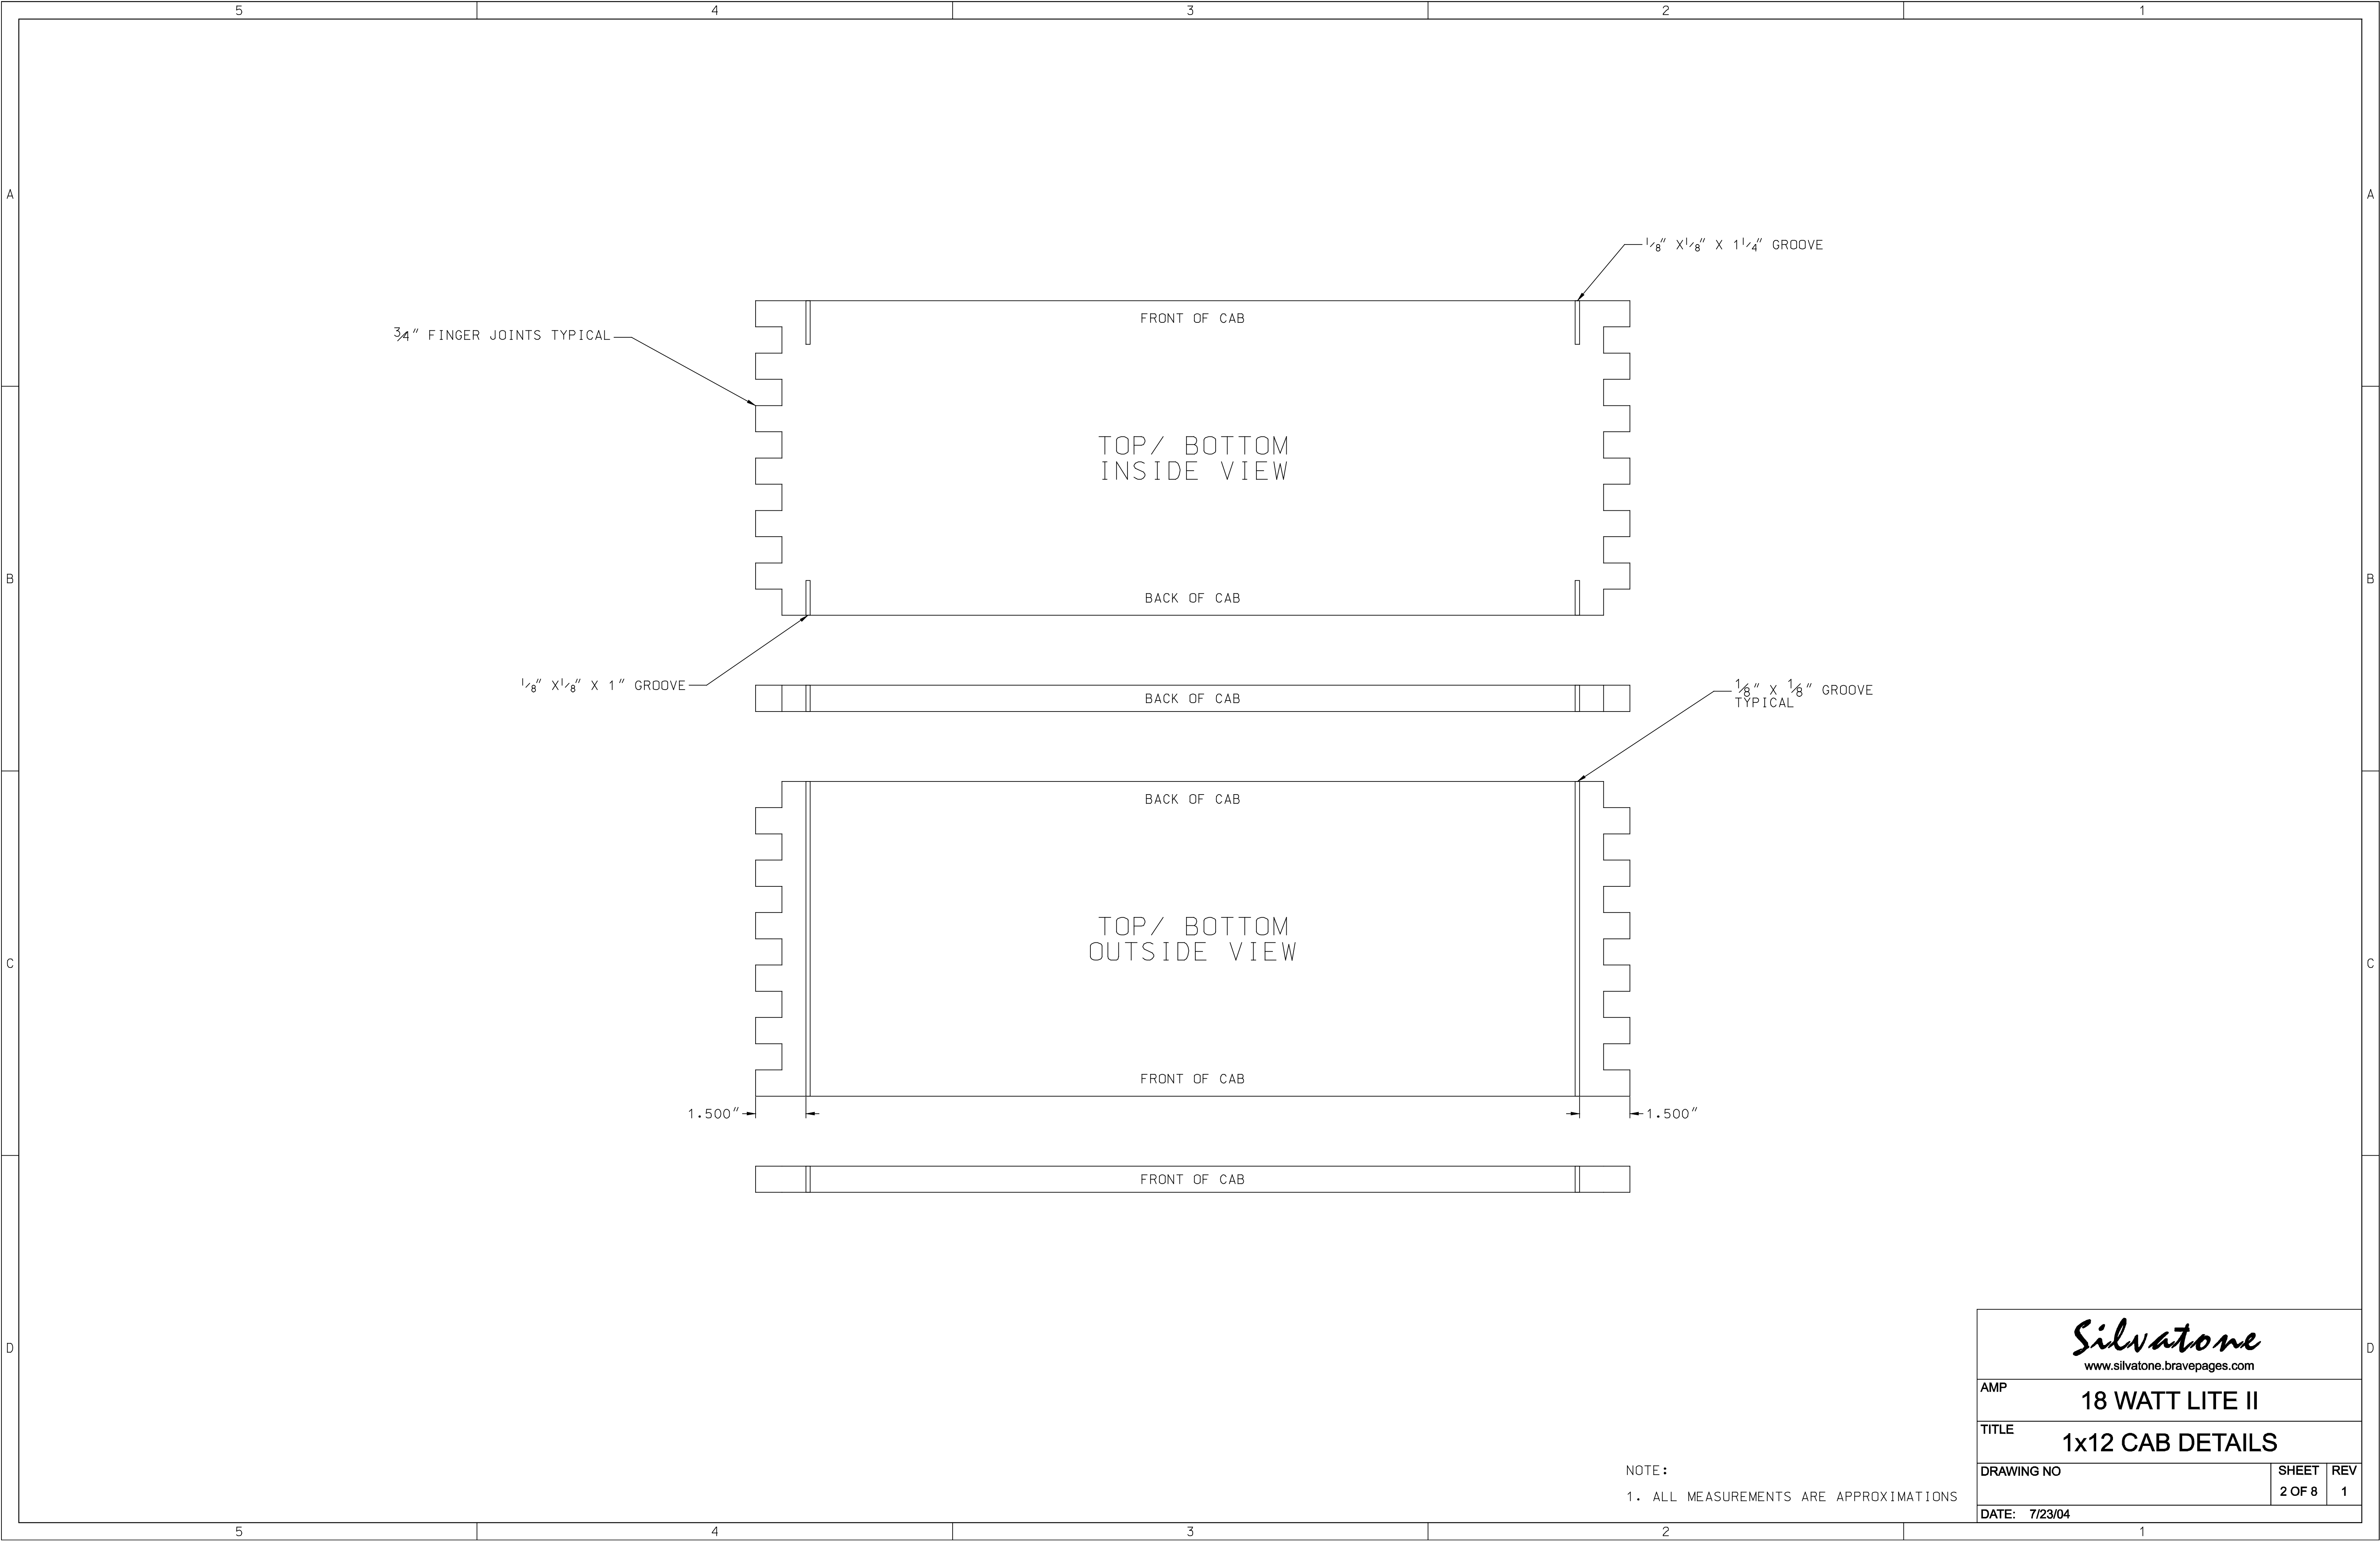 5 4 3 2 1
A A
1/8" X1/8" X 1 1/4" GROOVE
FRONT OF CAB
3/4" FINGER JOINTS TYPICAL
TOP/ BOTTOM
INSIDE VIEW
B B
BACK OF CAB
1/8" X1/8" X 1" GROOVE
BACK OF CAB
1/8" X 1/8" GROOVE
TYPICAL
BACK OF CAB
TOP/ BOTTOM
OUTSIDE VIEW
C C
FRONT OF CAB
1.500" 1.500"
FRONT OF CAB
D D
Silvatone
www.silvatone.bravepages.com
AMP
18 WATT LITE II
TITLE
1x12 CAB DETAILS
NOTE:
1. ALL MEASUREMENTS ARE APPROXIMATIONS
DRAWING NO
SHEET REV
2 OF 8 1
DATE: 7/23/04
5 4 3 2 1